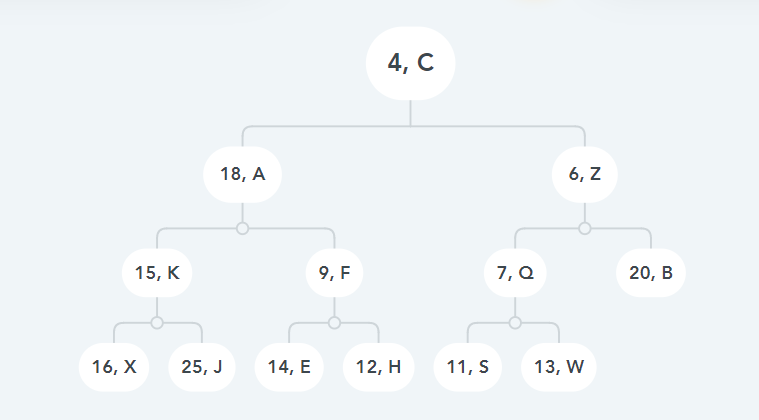 4, C
18, A
6, Z
15, K
9, F
7, Q
20, B
16, X
25, J
14, E
12, H
11, S
13, W